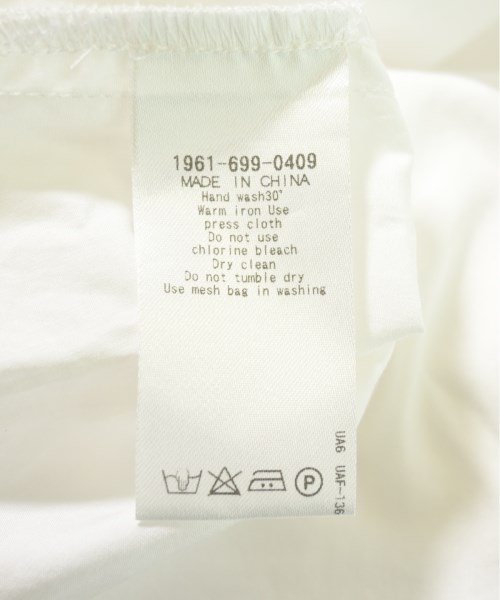 1961-699-0409
MADE IN CHINA
Hand wash30°
Warm iron Use
press cloth
Do not use
chlorine bleach
Dry clean
Do not tumble dry
Use mesh bag in washing
P
UA6 UAF-136